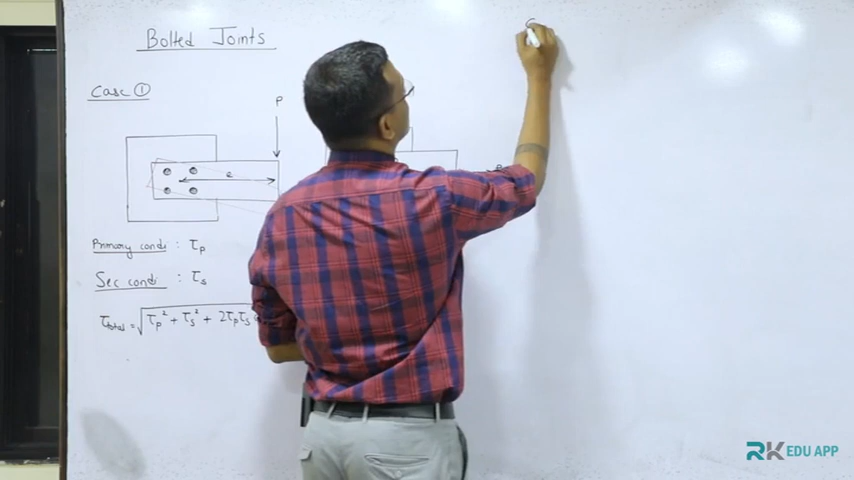 Bolted Joints
Case ①
P
e
Primary condi : τp
Sec condi : τs
τtotal = √τp² + τs² + 2τpτs
RK EDU APP